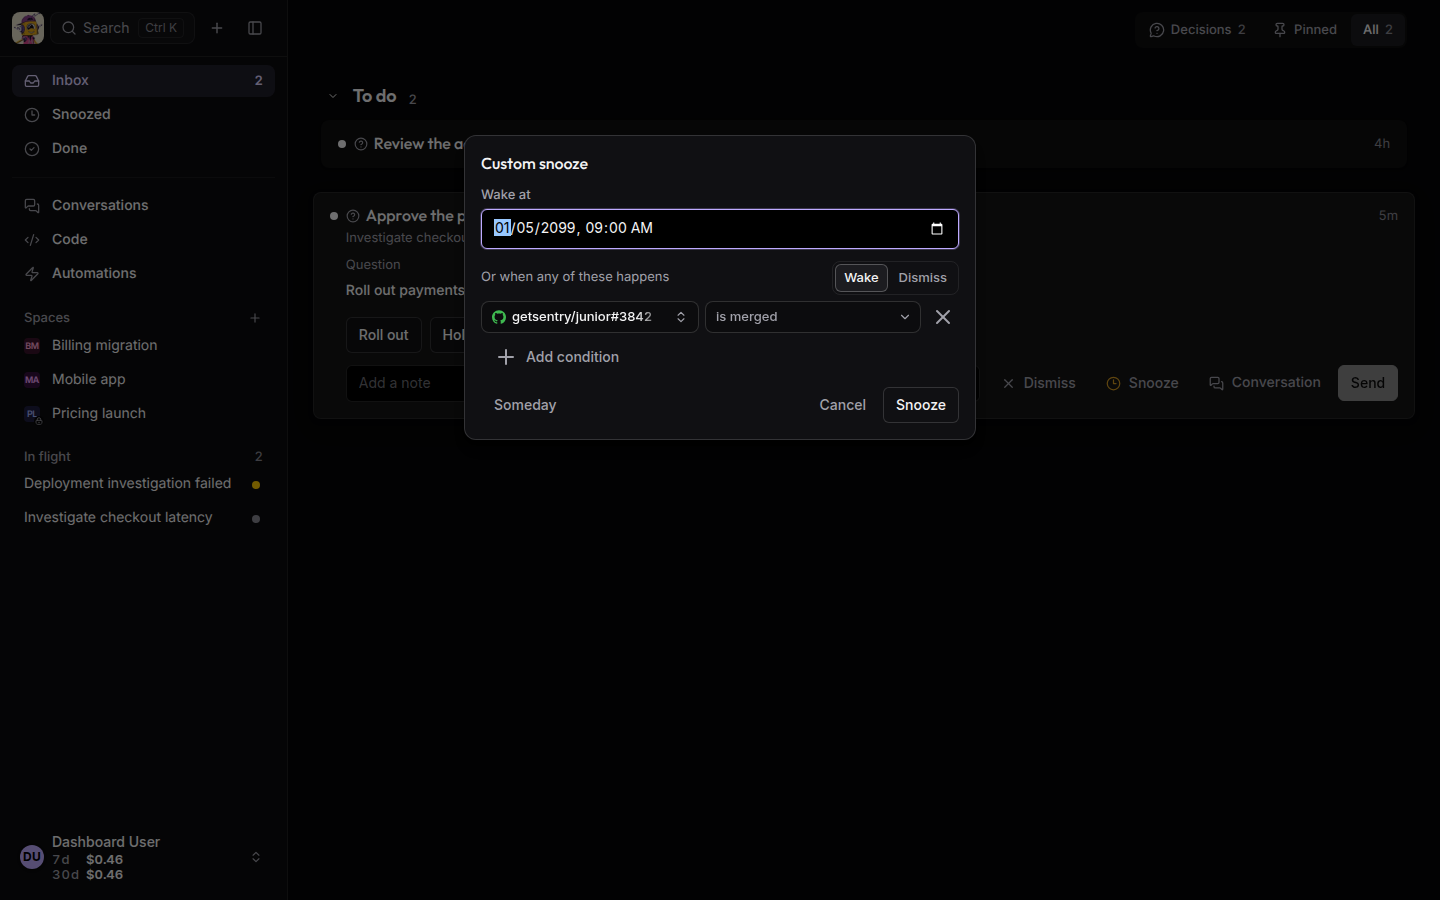 Search Ctrl K
Decisions 2 Pinned All 2
Inbox 2
Snoozed
Done
Conversations
Code
Automations
Spaces
BM Billing migration
MA Mobile app
PL Pricing launch
In flight 2
Deployment investigation failed
Investigate checkout latency
DU Dashboard User
7d $0.46
30d $0.46
To do 2
Review the 4h
Approve the 5m
Investigate
Question
Roll out payments
Roll out
Add a note
Dismiss Snooze Conversation Send
Custom snooze
Wake at
01/05/2099, 09:00 AM
Or when any of these happens Wake Dismiss
getsentry/junior#3842 is merged
Add condition
Someday Cancel Snooze